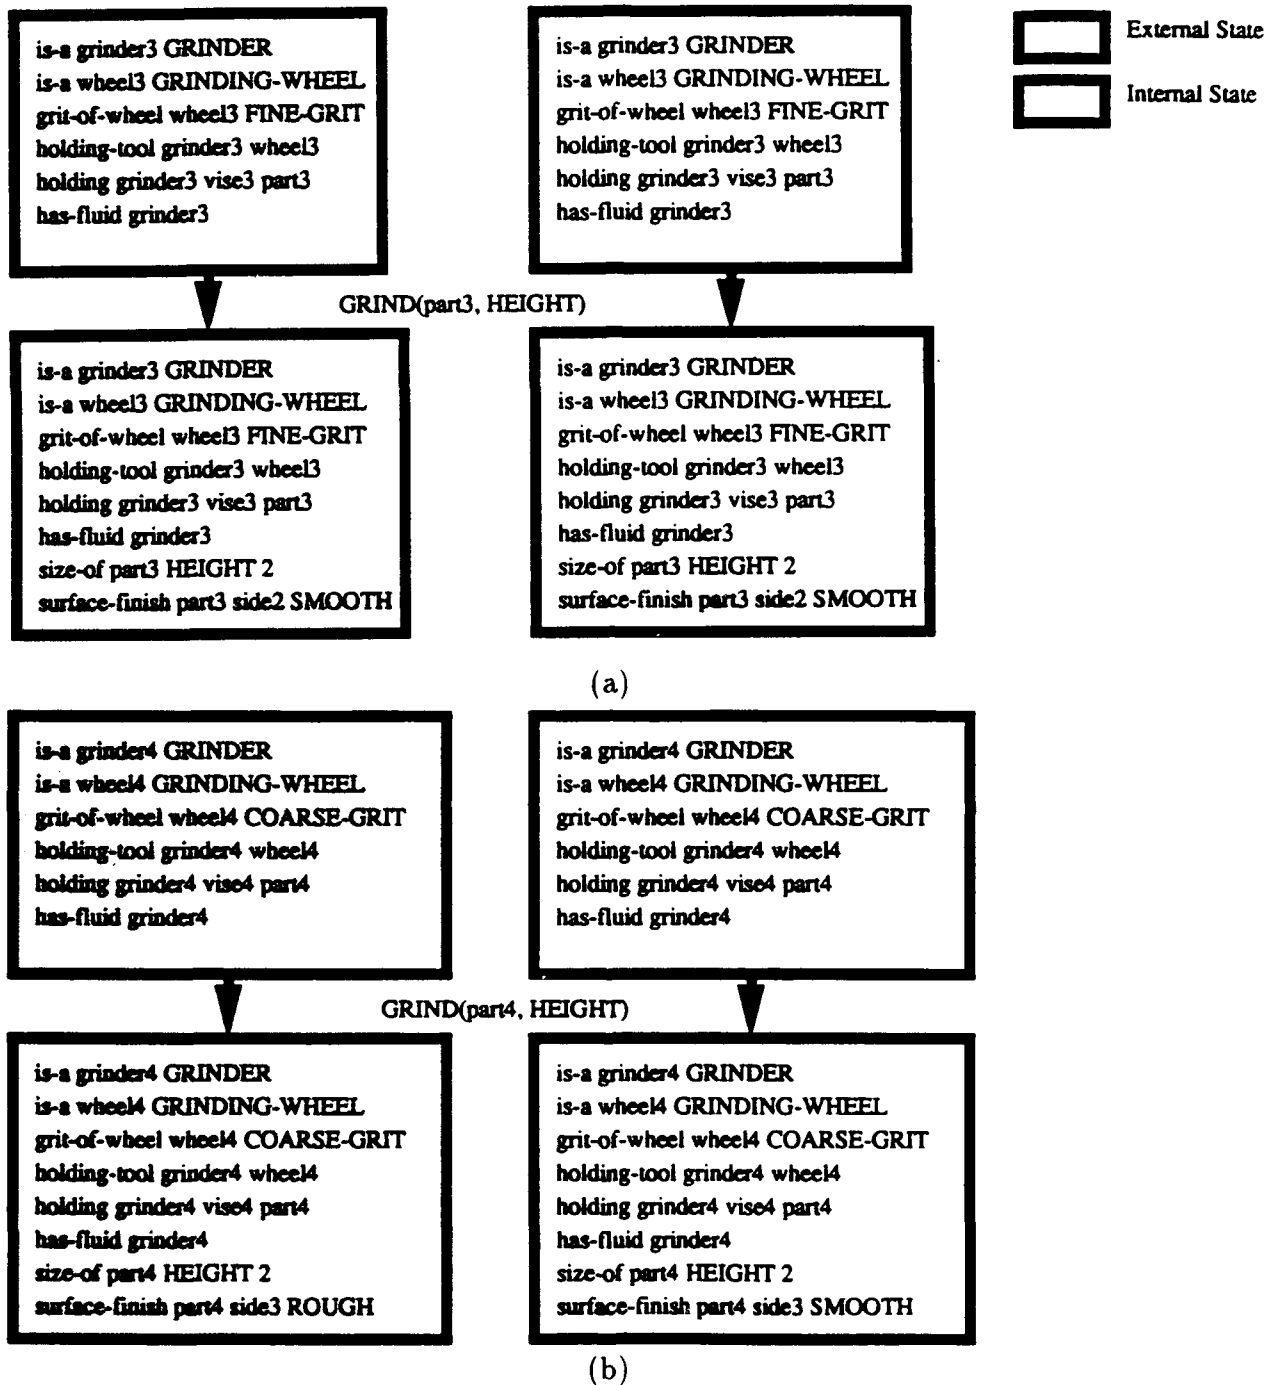 is-a grinder3 GRINDER
is-a wheel3 GRINDING-WHEEL
grit-of-wheel wheel3 FINE-GRIT
holding-tool grinder3 wheel3
holding grinder3 vise3 part3
has-fluid grinder3
is-a grinder3 GRINDER
is-a wheel3 GRINDING-WHEEL
grit-of-wheel wheel3 FINE-GRIT
holding-tool grinder3 wheel3
holding grinder3 vise3 part3
has-fluid grinder3
External State
Internal State
GRIND(part3, HEIGHT)
is-a grinder3 GRINDER
is-a wheel3 GRINDING-WHEEL
grit-of-wheel wheel3 FINE-GRIT
holding-tool grinder3 wheel3
holding grinder3 vise3 part3
has-fluid grinder3
size-of part3 HEIGHT 2
surface-finish part3 side2 SMOOTH
is-a grinder3 GRINDER
is-a wheel3 GRINDING-WHEEL
grit-of-wheel wheel3 FINE-GRIT
holding-tool grinder3 wheel3
holding grinder3 vise3 part3
has-fluid grinder3
size-of part3 HEIGHT 2
surface-finish part3 side2 SMOOTH
(a)
is-a grinder4 GRINDER
is-a wheel4 GRINDING-WHEEL
grit-of-wheel wheel4 COARSE-GRIT
holding-tool grinder4 wheel4
holding grinder4 vise4 part4
has-fluid grinder4
is-a grinder4 GRINDER
is-a wheel4 GRINDING-WHEEL
grit-of-wheel wheel4 COARSE-GRIT
holding-tool grinder4 wheel4
holding grinder4 vise4 part4
has-fluid grinder4
GRIND(part4, HEIGHT)
is-a grinder4 GRINDER
is-a wheel4 GRINDING-WHEEL
grit-of-wheel wheel4 COARSE-GRIT
holding-tool grinder4 wheel4
holding grinder4 vise4 part4
has-fluid grinder4
size-of part4 HEIGHT 2
surface-finish part4 side3 ROUGH
is-a grinder4 GRINDER
is-a wheel4 GRINDING-WHEEL
grit-of-wheel wheel4 COARSE-GRIT
holding-tool grinder4 wheel4
holding grinder4 vise4 part4
has-fluid grinder4
size-of part4 HEIGHT 2
surface-finish part4 side3 SMOOTH
(b)